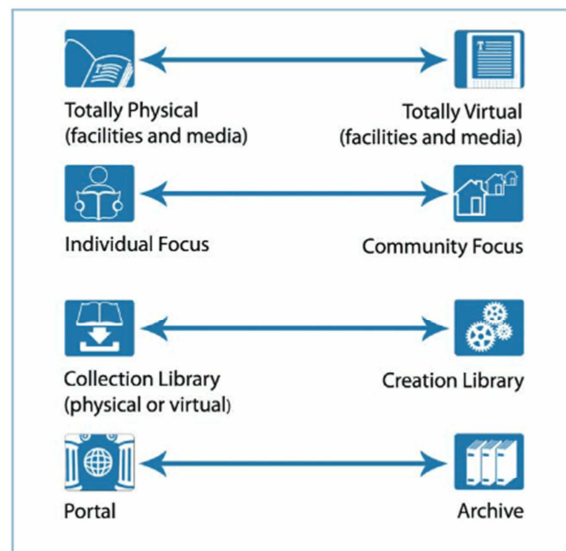 Totally Physical
(facilities and media)
Totally Virtual
(facilities and media)
Individual Focus
Community Focus
Collection Library
(physical or virtual)
Creation Library
Portal
Archive